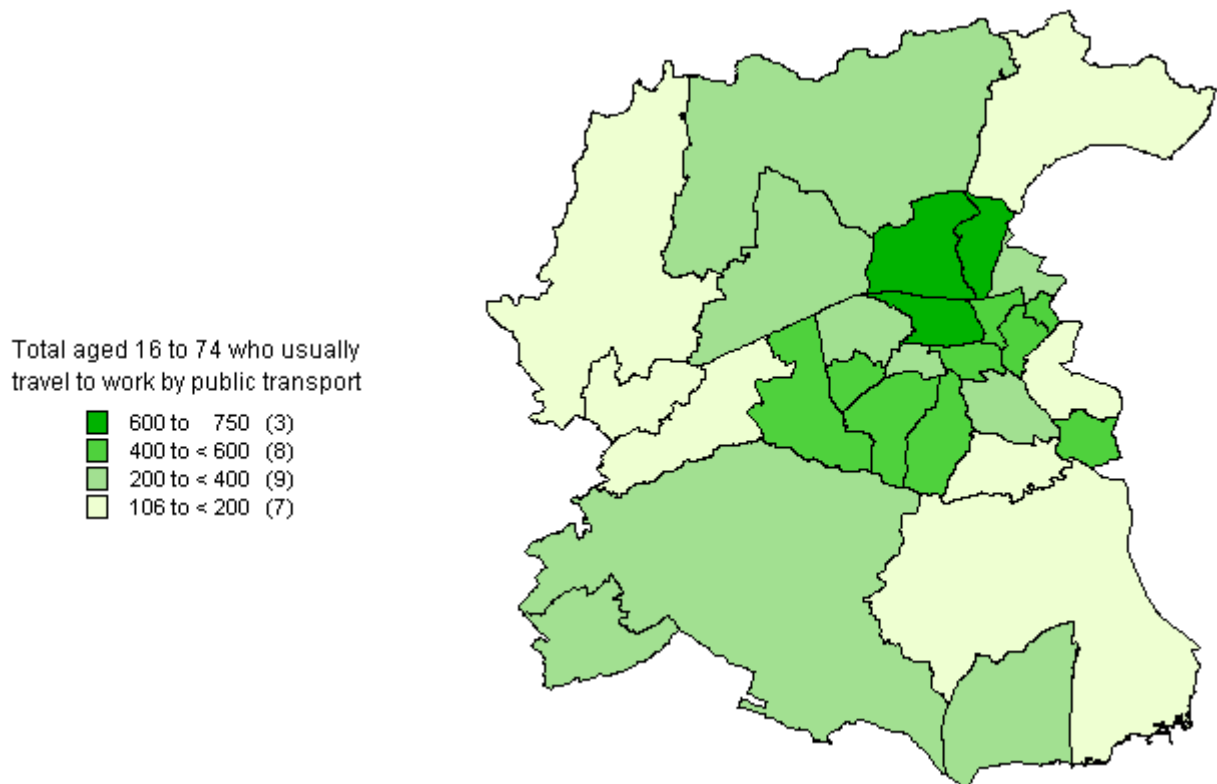 Total aged 16 to 74 who usually
travel to work by public transport
600 to 750 (3)
400 to < 600 (8)
200 to < 400 (9)
106 to < 200 (7)